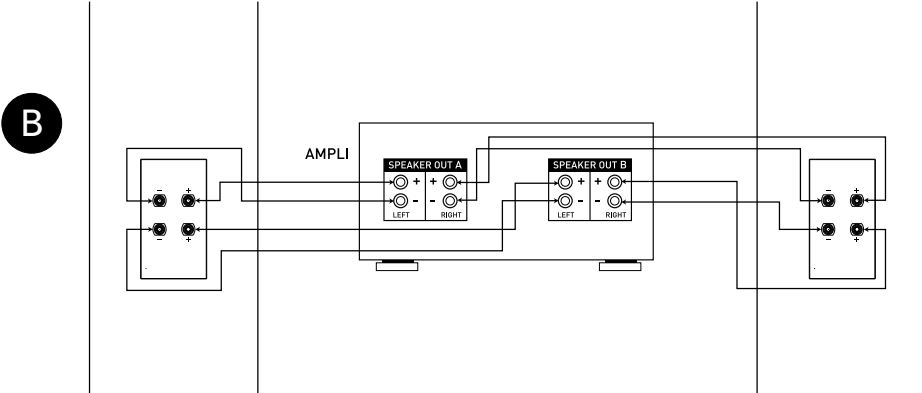 B
AMPLI
SPEAKER OUT A
SPEAKER OUT B
+ + + +
- - - -
LEFT RIGHT LEFT RIGHT
- +
- +
- +
- +